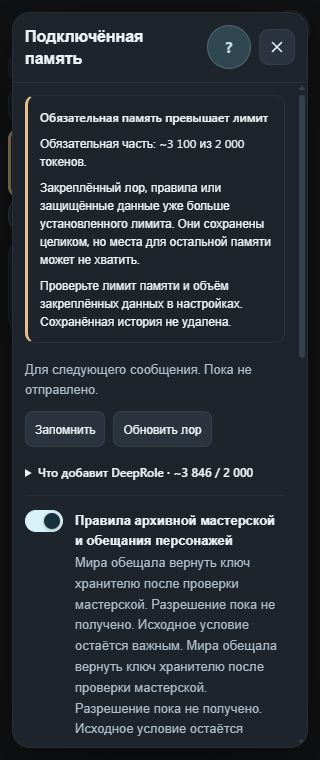 Подключённая
память
?
Обязательная память превышает лимит
Обязательная часть: ~3 100 из 2 000
токенов.
Закреплённый лор, правила или
защищённые данные уже больше
установленного лимита. Они сохранены
целиком, но места для остальной памяти
может не хватить.
Проверьте лимит памяти и объём
закреплённых данных в настройках.
Сохранённая история не удалена.
Для следующего сообщения. Пока не
отправлено.
Запомнить Обновить лор
Что добавит DeepRole · ~3 846 / 2 000
Правила архивной мастерской
и обещания персонажей
Мира обещала вернуть ключ
хранителю после проверки
мастерской. Разрешение пока не
получено. Исходное условие
остаётся важным. Мира обещала
вернуть ключ хранителю после
проверки мастерской.
Разрешение пока не получено.
Исходное условие остаётся